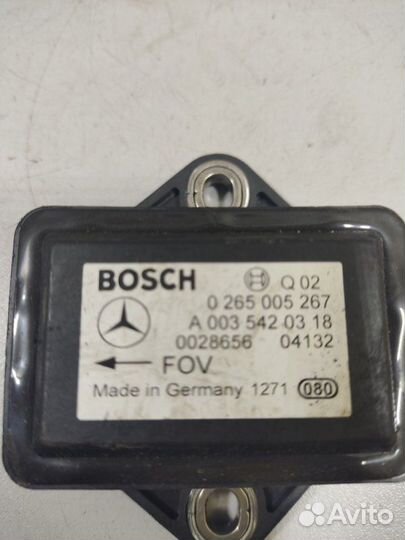 BOSCH Q 02
0 265 005 267
A 003 542 03 18
0028656 04132
FOV
Made in Germany 1271 080
Avito